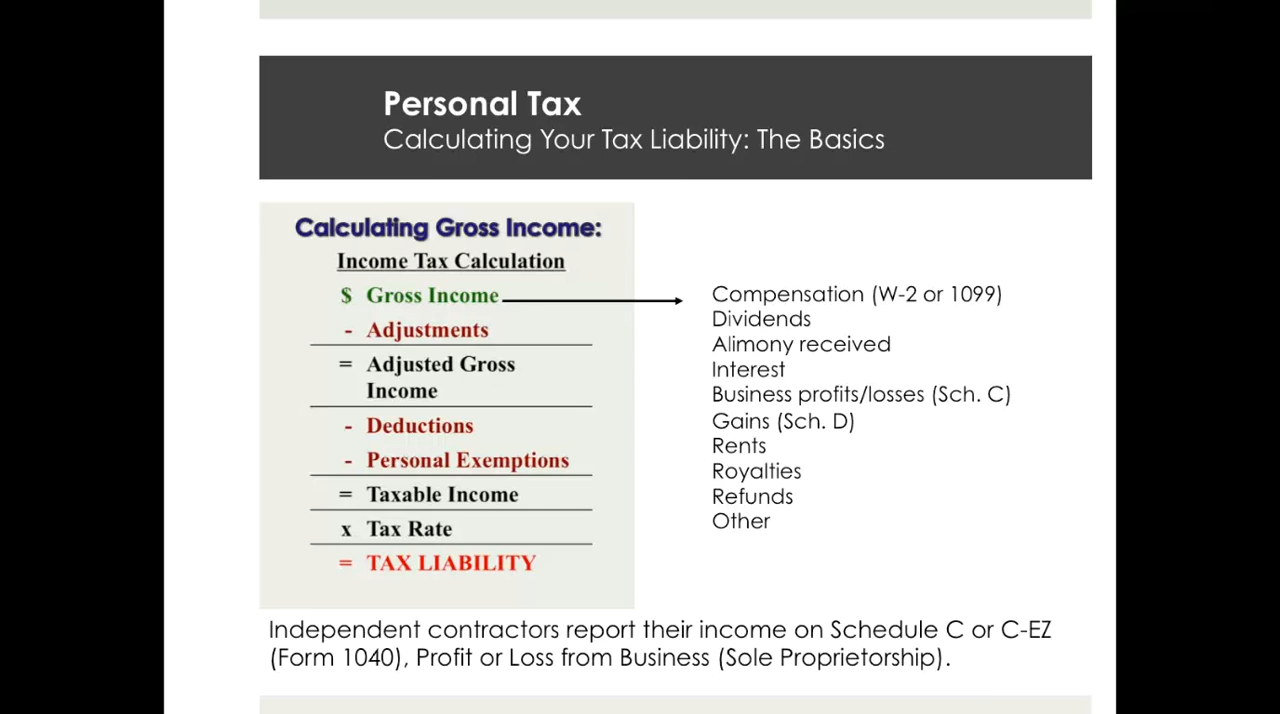 Personal Tax
Calculating Your Tax Liability: The Basics
Calculating Gross Income:
Income Tax Calculation
$ Gross Income
- Adjustments
= Adjusted Gross
Income
- Deductions
- Personal Exemptions
= Taxable Income
x Tax Rate
= TAX LIABILITY
Compensation (W-2 or 1099)
Dividends
Alimony received
Interest
Business profits/losses (Sch. C)
Gains (Sch. D)
Rents
Royalties
Refunds
Other
Independent contractors report their income on Schedule C or C-EZ
(Form 1040), Profit or Loss from Business (Sole Proprietorship).